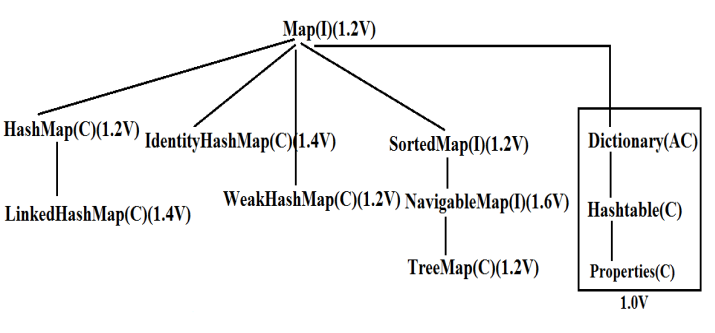 Map(I)(1.2V)
HashMap(C)(1.2V)
IdentityHashMap(C)(1.4V)
SortedMap(I)(1.2V)
Dictionary(AC)
LinkedHashMap(C)(1.4V)
WeakHashMap(C)(1.2V)
NavigableMap(I)(1.6V)
Hashtable(C)
TreeMap(C)(1.2V)
Properties(C)
1.0V